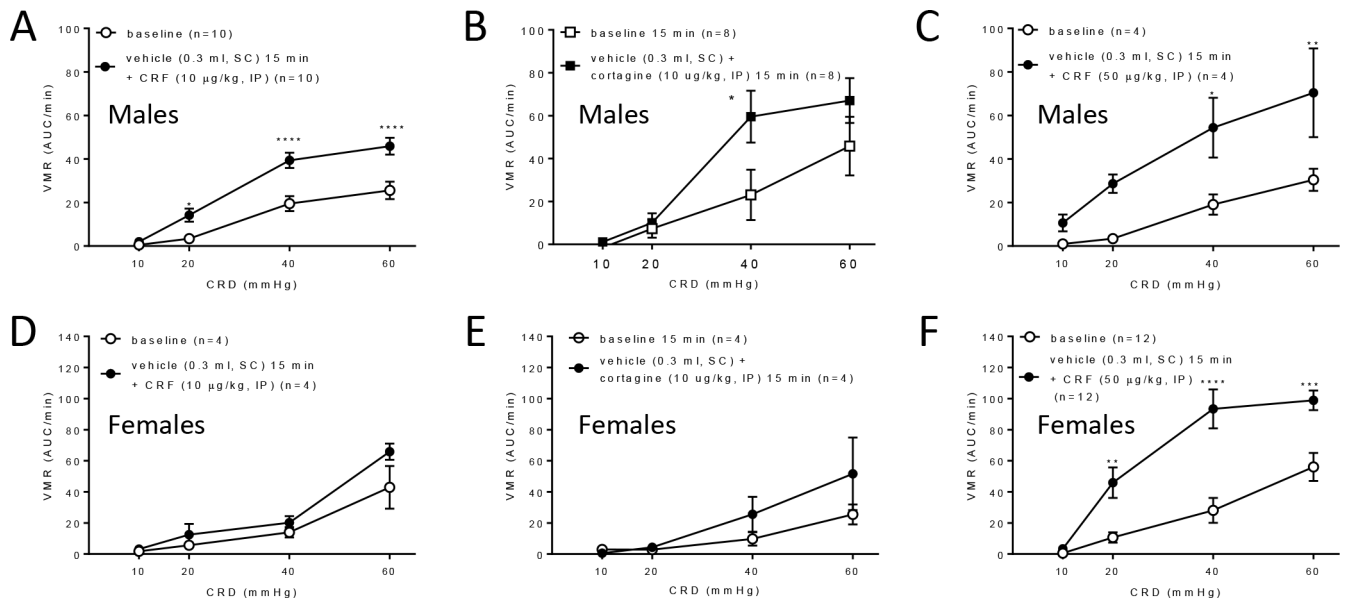 A
100
80
60
40
20
0
VMR (AUC/min)
baseline (n=10)
vehicle (0.3 ml, SC) 15 min
+ CRF (10 µg/kg, IP) (n=10)
Males
*
****
****
10 20 40 60
CRD (mmHg)
B
100
80
60
40
20
0
VMR (AUC/min)
baseline 15 min (n=8)
vehicle (0.3 ml, SC) +
cortagine (10 µg/kg, IP) 15 min (n=8)
Males
*
10 20 40 60
CRD (mmHg)
C
100
80
60
40
20
0
VMR (AUC/min)
baseline (n=4)
vehicle (0.3 ml, SC) 15 min
+ CRF (50 µg/kg, IP) (n=4)
Males
*
**
10 20 40 60
CRD (mmHg)
D
140
120
100
80
60
40
20
0
VMR (AUC/min)
baseline (n=4)
vehicle (0.3 ml, SC) 15 min
+ CRF (10 µg/kg, IP) (n=4)
Females
10 20 40 60
CRD (mmHg)
E
140
120
100
80
60
40
20
0
VMR (AUC/min)
baseline 15 min (n=4)
vehicle (0.3 ml, SC) +
cortagine (10 ug/kg, IP) 15 min (n=4)
Females
10 20 40 60
CRD (mmHg)
F
140
120
100
80
60
40
20
0
VMR (AUC/min)
baseline (n=12)
vehicle (0.3 ml, SC) 15 min
+ CRF (50 µg/kg, IP)
(n=12)
Females
**
****
***
10 20 40 60
CRD (mmHg)